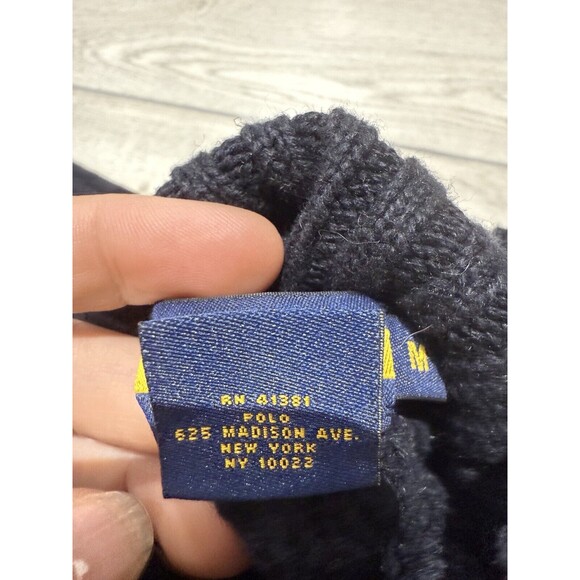 RN 41381
POLO
625 MADISON AVE.
NEW YORK
NY 10022
M